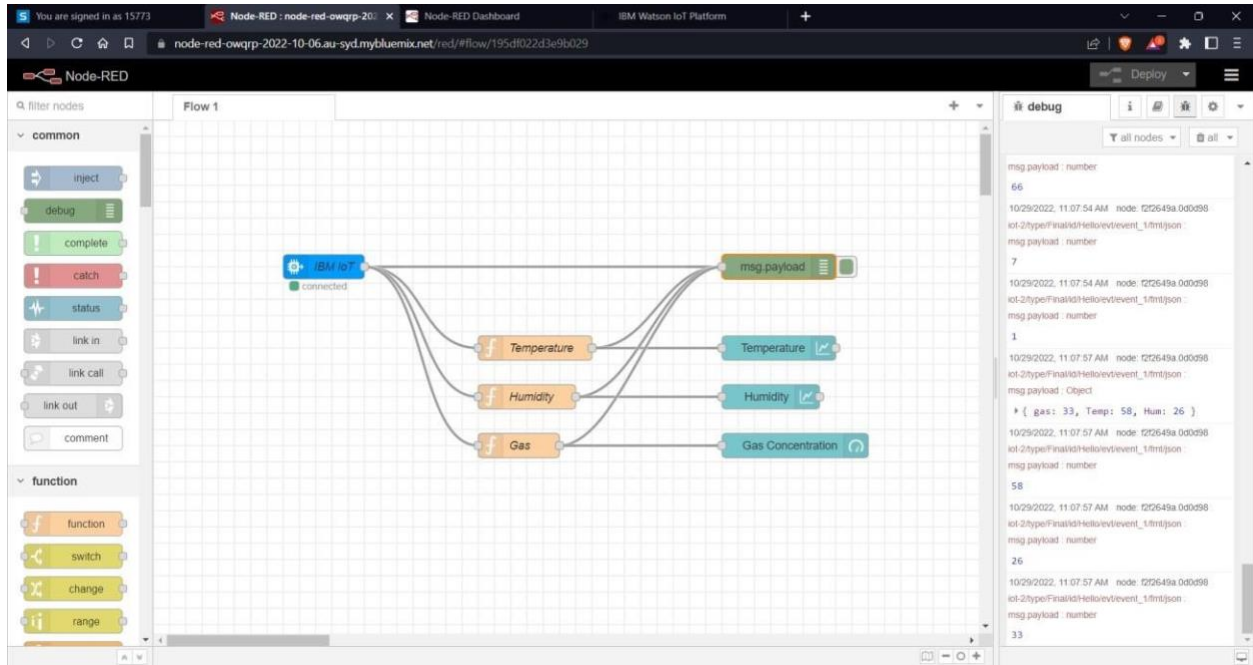 You are signed in as 15773
Node-RED : node-red-owqrp-202
Node-RED Dashboard
IBM Watson IoT Platform
node-red-owqrp-2022-10-06.au-syd.mybluemix.net/red/#flow/195df022d3e9b029
Node-RED
Deploy
filter nodes
Flow 1
debug
common
all nodes
all
inject
debug
complete
catch
status
link in
link call
link out
comment
function
function
switch
change
range
IBM IoT
connected
msg.payload
Temperature
Temperature
Humidity
Humidity
Gas
Gas Concentration
msg.payload : number
66
10/29/2022, 11:07:54 AM node: f2f2649a.0d0d98
iot-2/type/Final/id/Hello/evt/event_1/fmt/json :
msg.payload : number
7
10/29/2022, 11:07:54 AM node: f2f2649a.0d0d98
iot-2/type/Final/id/Hello/evt/event_1/fmt/json :
msg.payload : number
1
10/29/2022, 11:07:57 AM node: f2f2649a.0d0d98
iot-2/type/Final/id/Hello/evt/event_1/fmt/json :
msg.payload : Object
{ gas: 33, Temp: 58, Hum: 26 }
10/29/2022, 11:07:57 AM node: f2f2649a.0d0d98
iot-2/type/Final/id/Hello/evt/event_1/fmt/json :
msg.payload : number
58
10/29/2022, 11:07:57 AM node: f2f2649a.0d0d98
iot-2/type/Final/id/Hello/evt/event_1/fmt/json :
msg.payload : number
26
10/29/2022, 11:07:57 AM node: f2f2649a.0d0d98
iot-2/type/Final/id/Hello/evt/event_1/fmt/json :
msg.payload : number
33